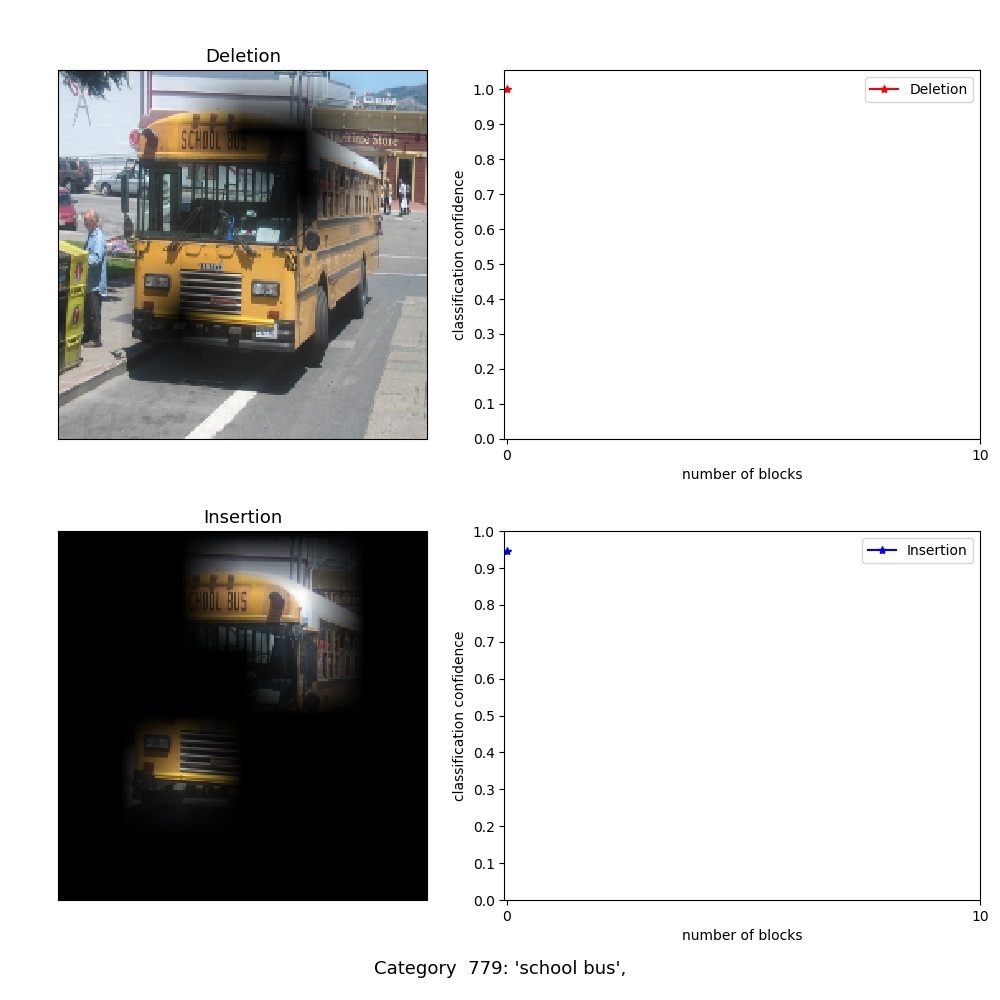 Deletion
SCHOOL BUS
Maritime Store
1.0
0.9
0.8
0.7
0.6
0.5
0.4
0.3
0.2
0.1
0.0
classification confidence
0
10
number of blocks
Deletion
Insertion
CHOOL BUS
1.0
0.9
0.8
0.7
0.6
0.5
0.4
0.3
0.2
0.1
0.0
classification confidence
0
10
number of blocks
Insertion
Category 779: 'school bus',